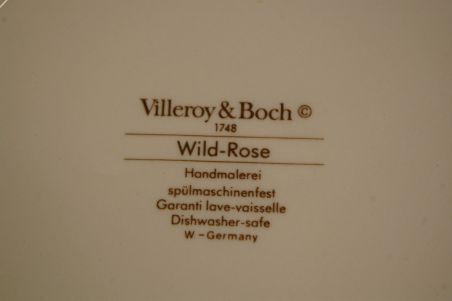 Villeroy & Boch ©
1748
Wild-Rose
Handmalerei
spülmaschinenfest
Garanti lave-vaisselle
Dishwasher-safe
W - Germany